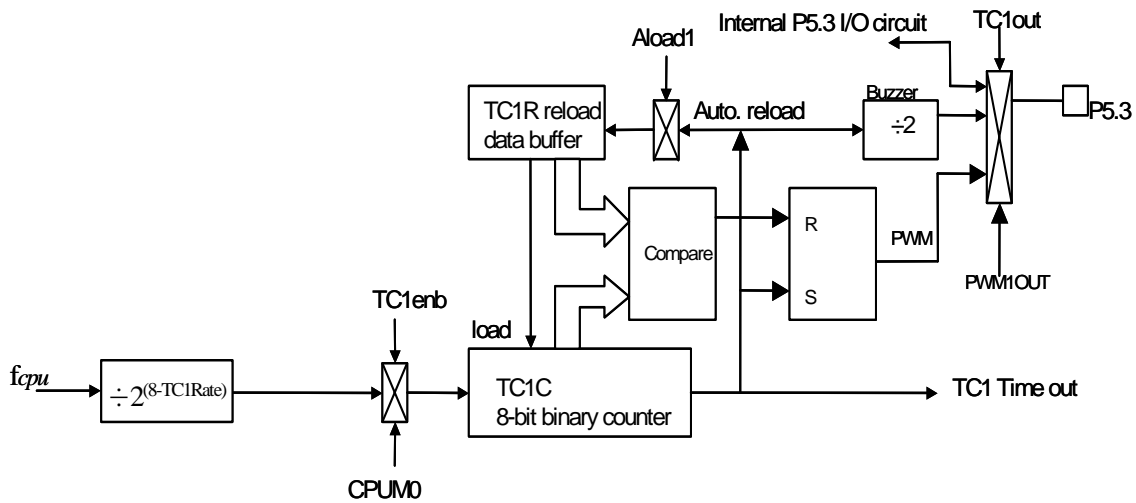 Internal P5.3 I/O circuit
TC1out
Aload1
TC1R reload
data buffer
Auto. reload
Buzzer
÷2
P5.3
Compare
R
S
PWM
PWM1OUT
TC1enb
load
fcpu
÷2(8-TC1Rate)
TC1C
8-bit binary counter
TC1 Time out
CPUM0